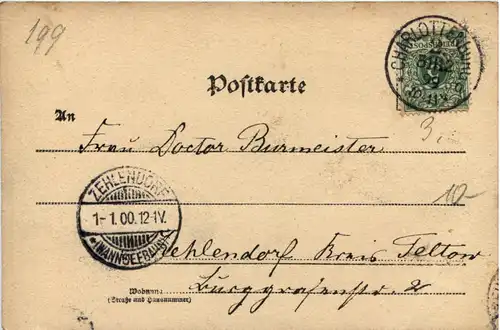 199
CHARLOTTENBURG
5
Postkarte
3,
An
Frau Doctor Burmeister
ZEHLENDORF
1-1.00.12-1V.
*(WANNSEEBAHN)*
10-
Zehlendorf Kreis Teltow
Wohnung
Burggrafenstr. 2
(Straße und Hausnummer)